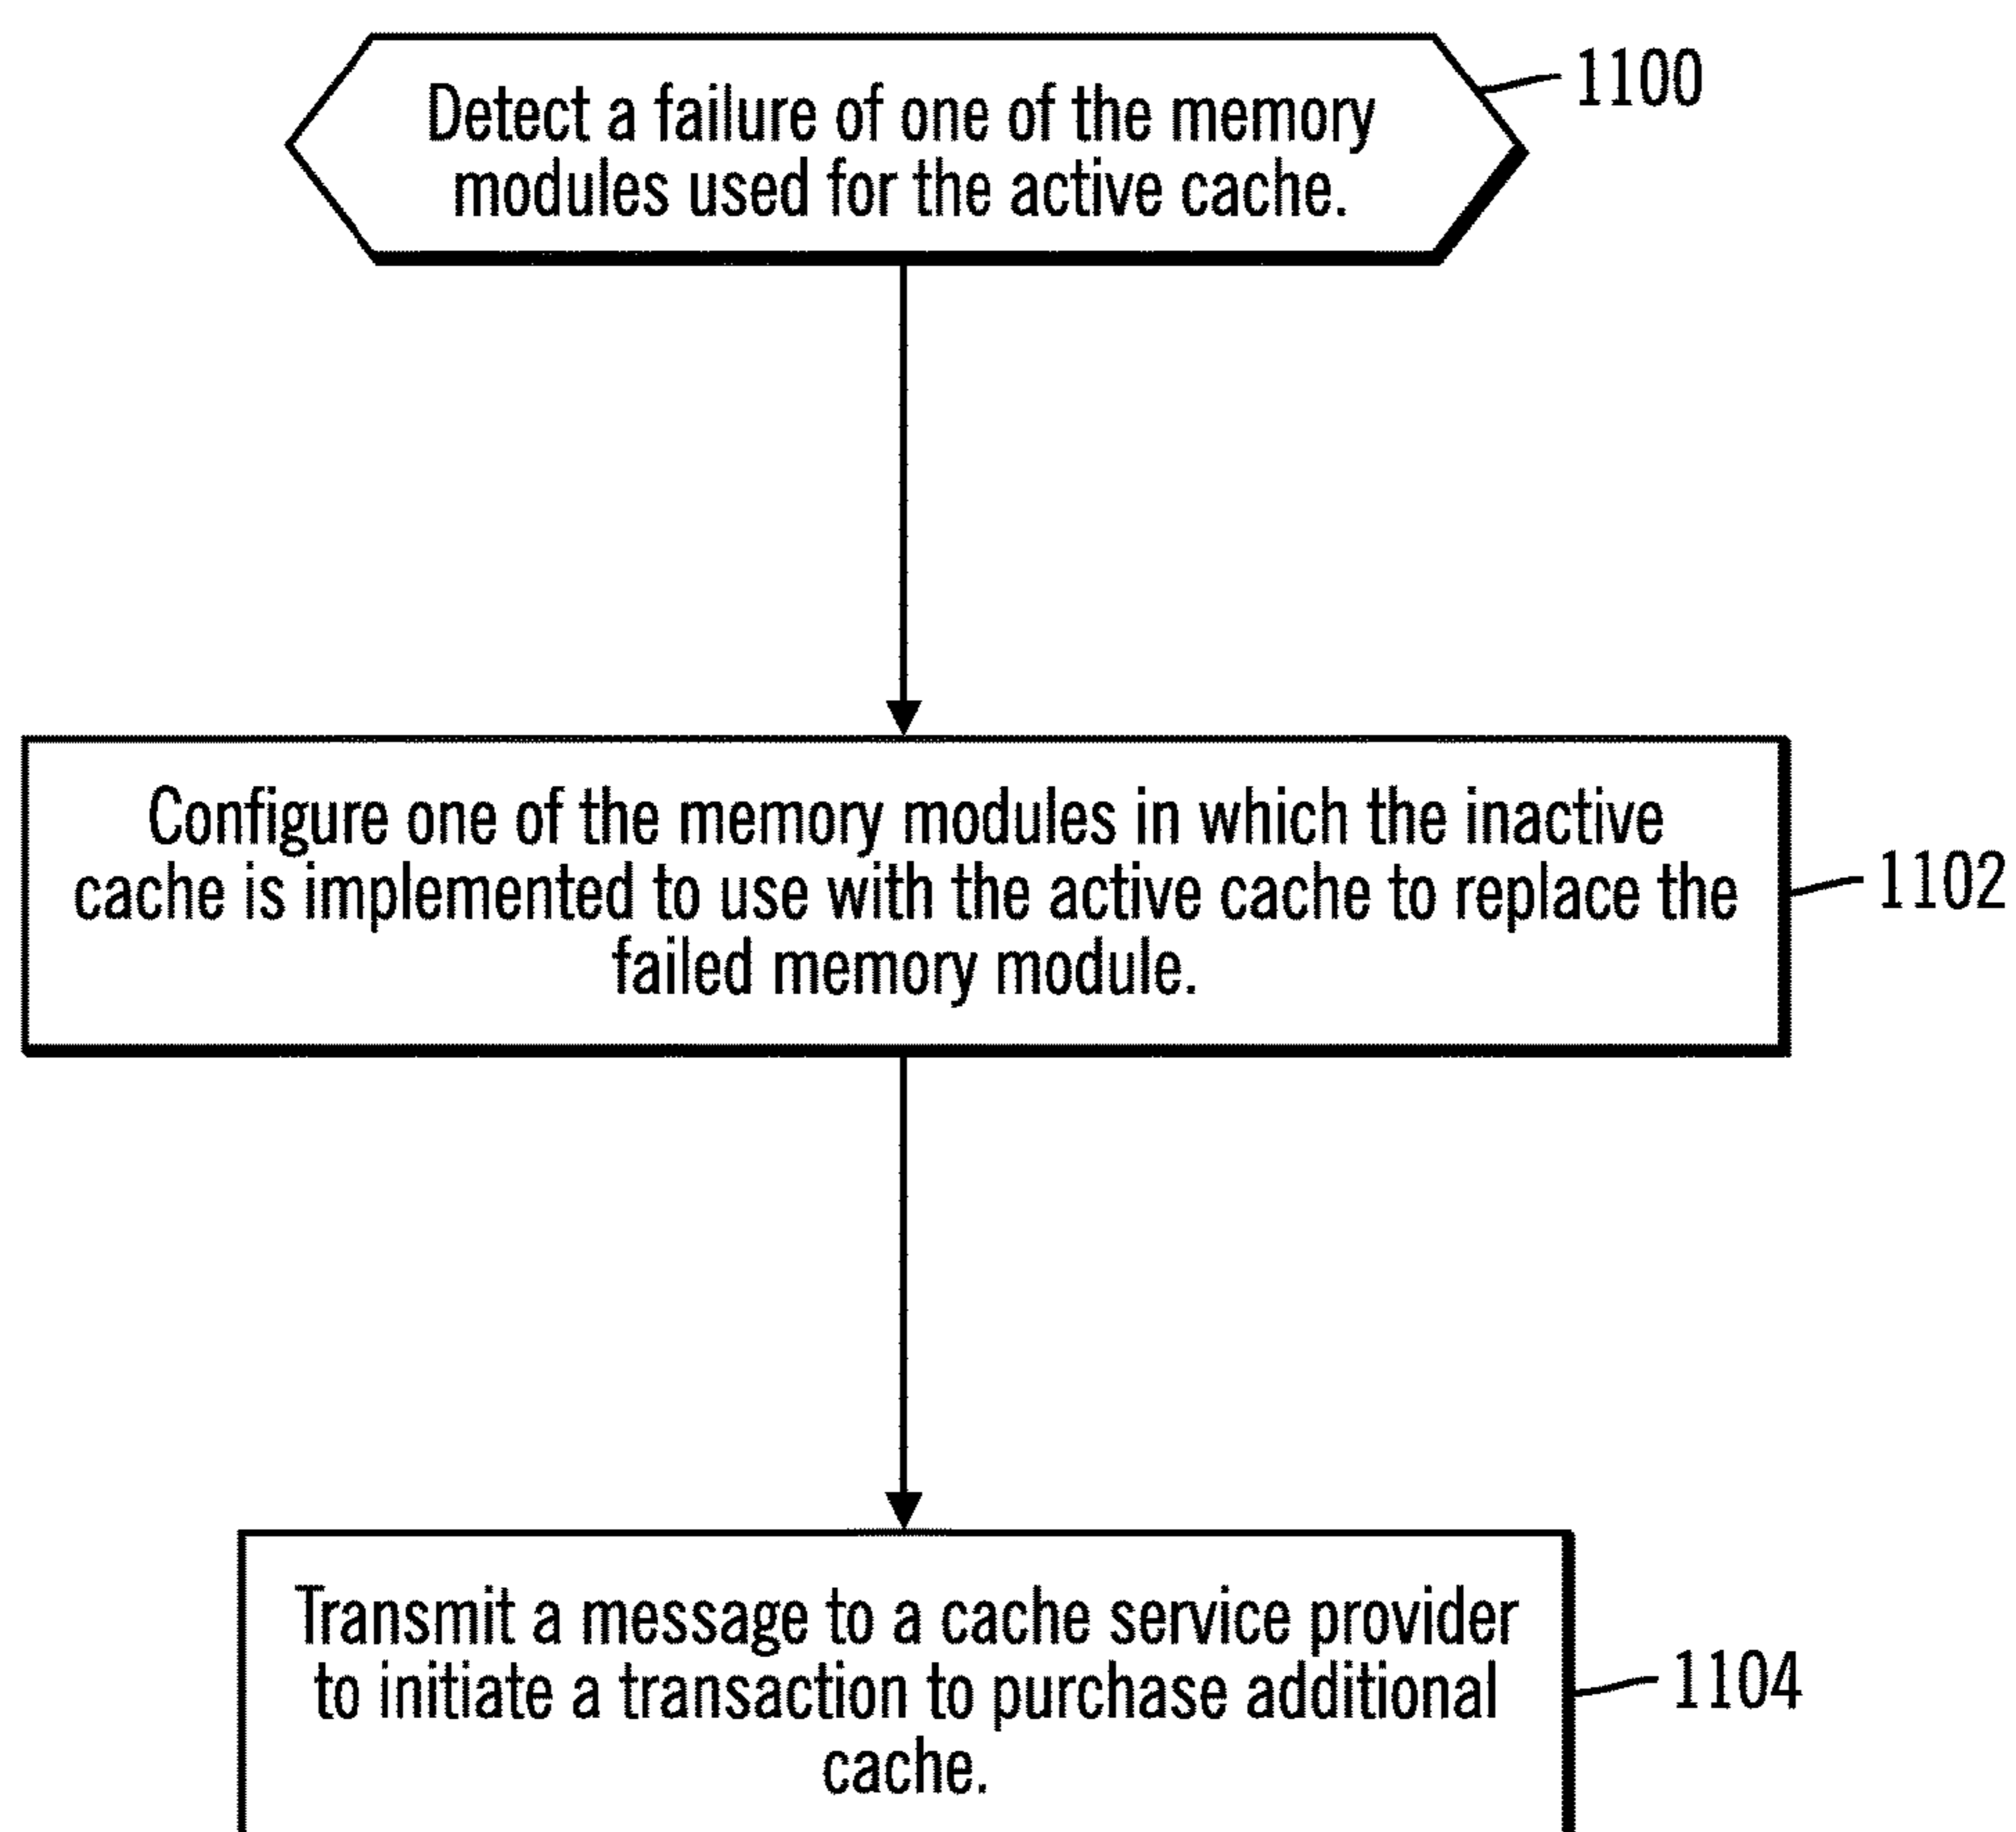 Detect a failure of one of the memory
modules used for the active cache.
1100
Configure one of the memory modules in which the inactive
cache is implemented to use with the active cache to replace the
failed memory module.
1102
Transmit a message to a cache service provider
to initiate a transaction to purchase additional
cache.
1104